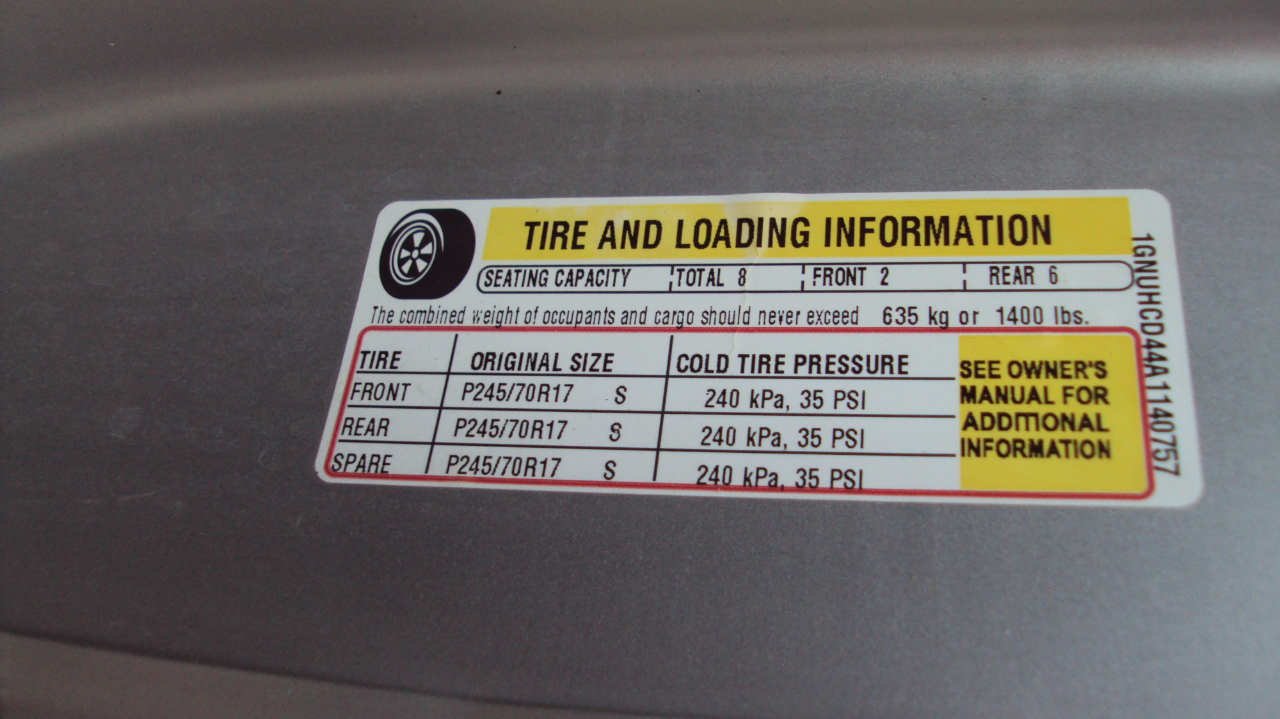 TIRE AND LOADING INFORMATION
SEATING CAPACITY TOTAL 8 FRONT 2 REAR 6
The combined weight of occupants and cargo should never exceed 635 kg or 1400 lbs.
TIRE ORIGINAL SIZE COLD TIRE PRESSURE
FRONT P245/70R17 S 240 kPa, 35 PSI
REAR P245/70R17 S 240 kPa, 35 PSI
SPARE P245/70R17 S 240 kPa, 35 PSI
SEE OWNER'S
MANUAL FOR
ADDITIONAL
INFORMATION
1GNUHCD44A1140757